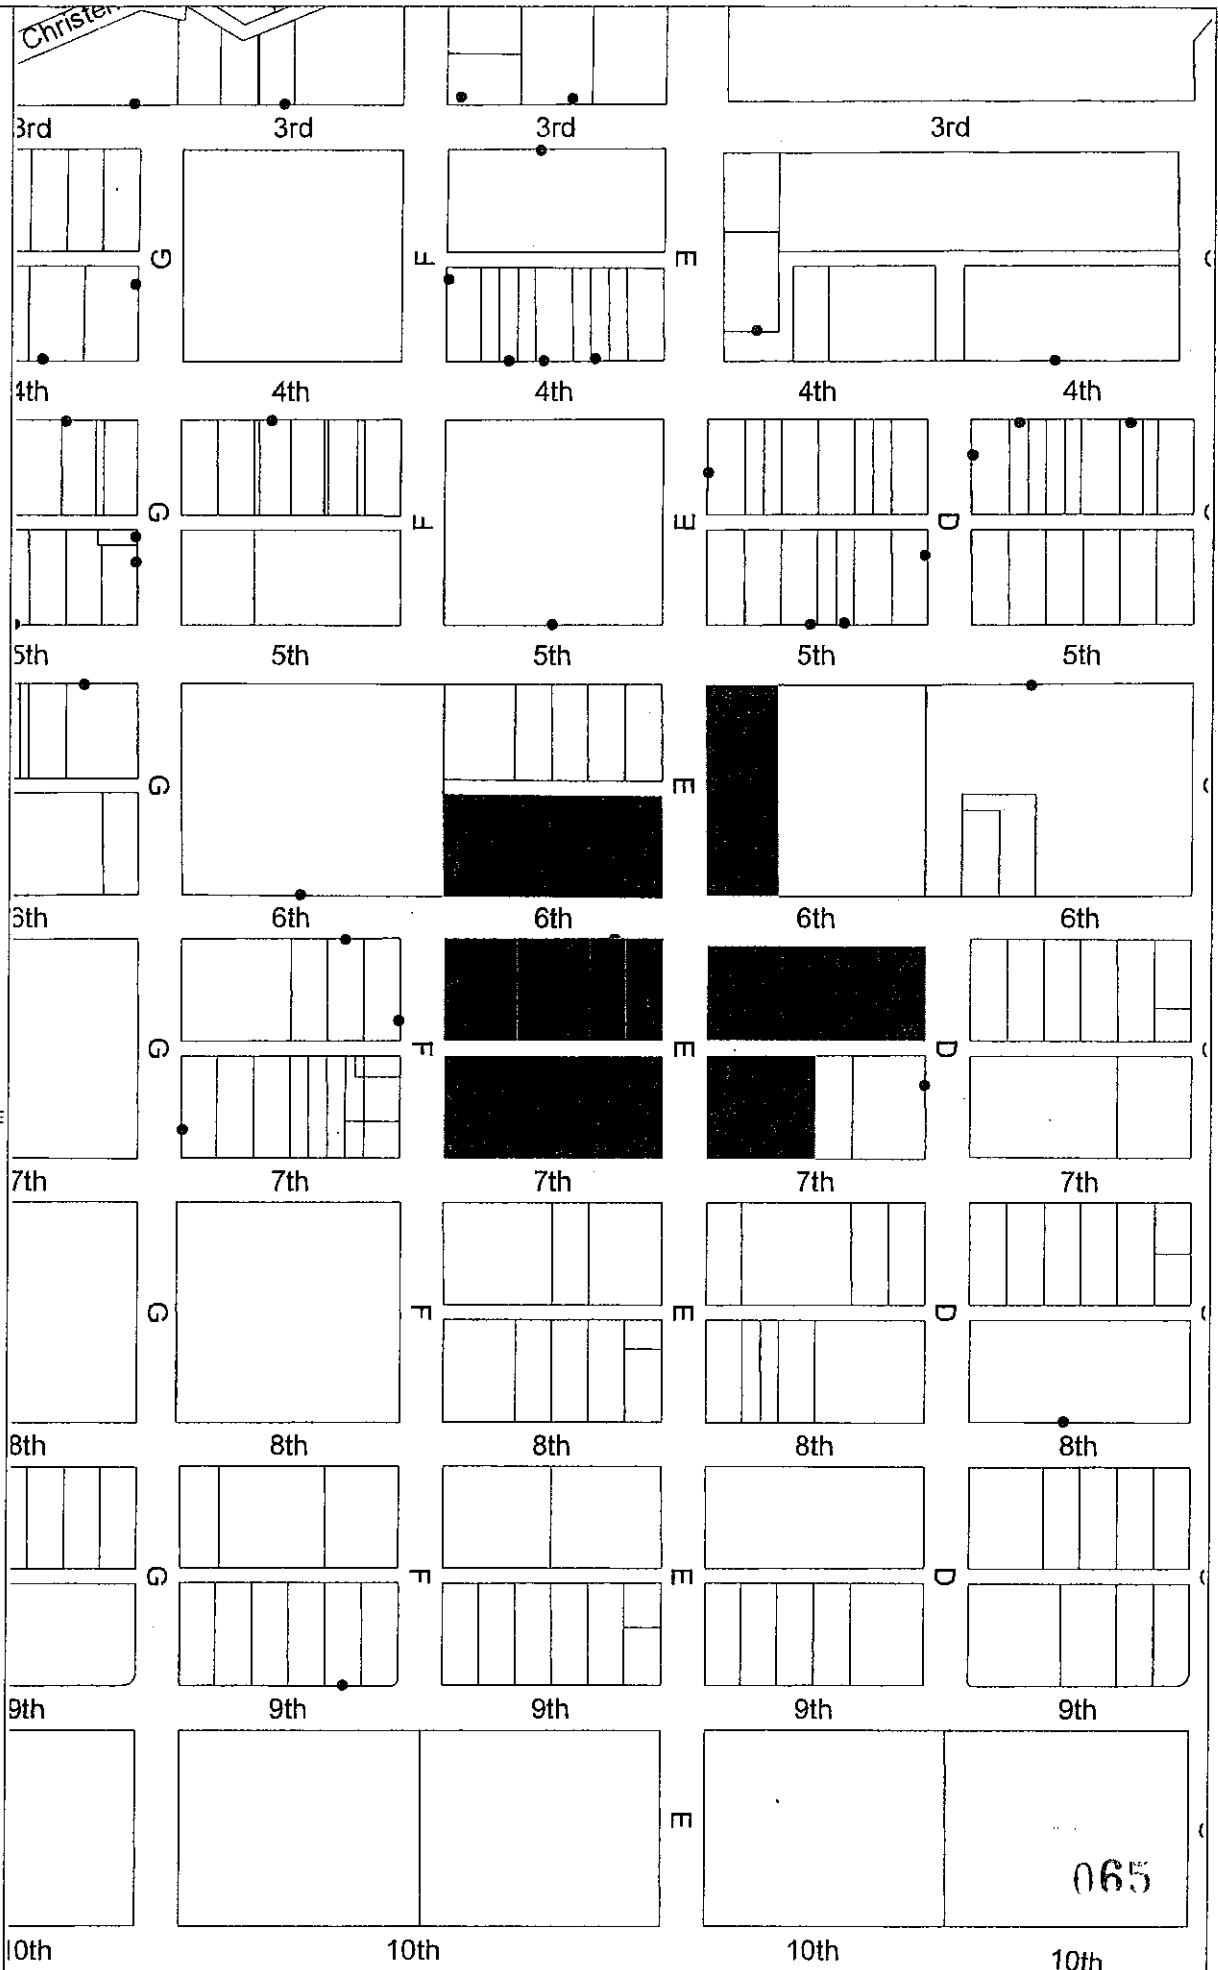 Christen
3rd 3rd 3rd 3rd
G F E
4th 4th 4th 4th 4th
G F E D
5th 5th 5th 5th 5th
G E
6th 6th 6th 6th 6th
G F E D
7th 7th 7th 7th 7th
G F E D
8th 8th 8th 8th 8th
G F E D
9th 9th 9th 9th 9th
E
065
10th 10th 10th 10th